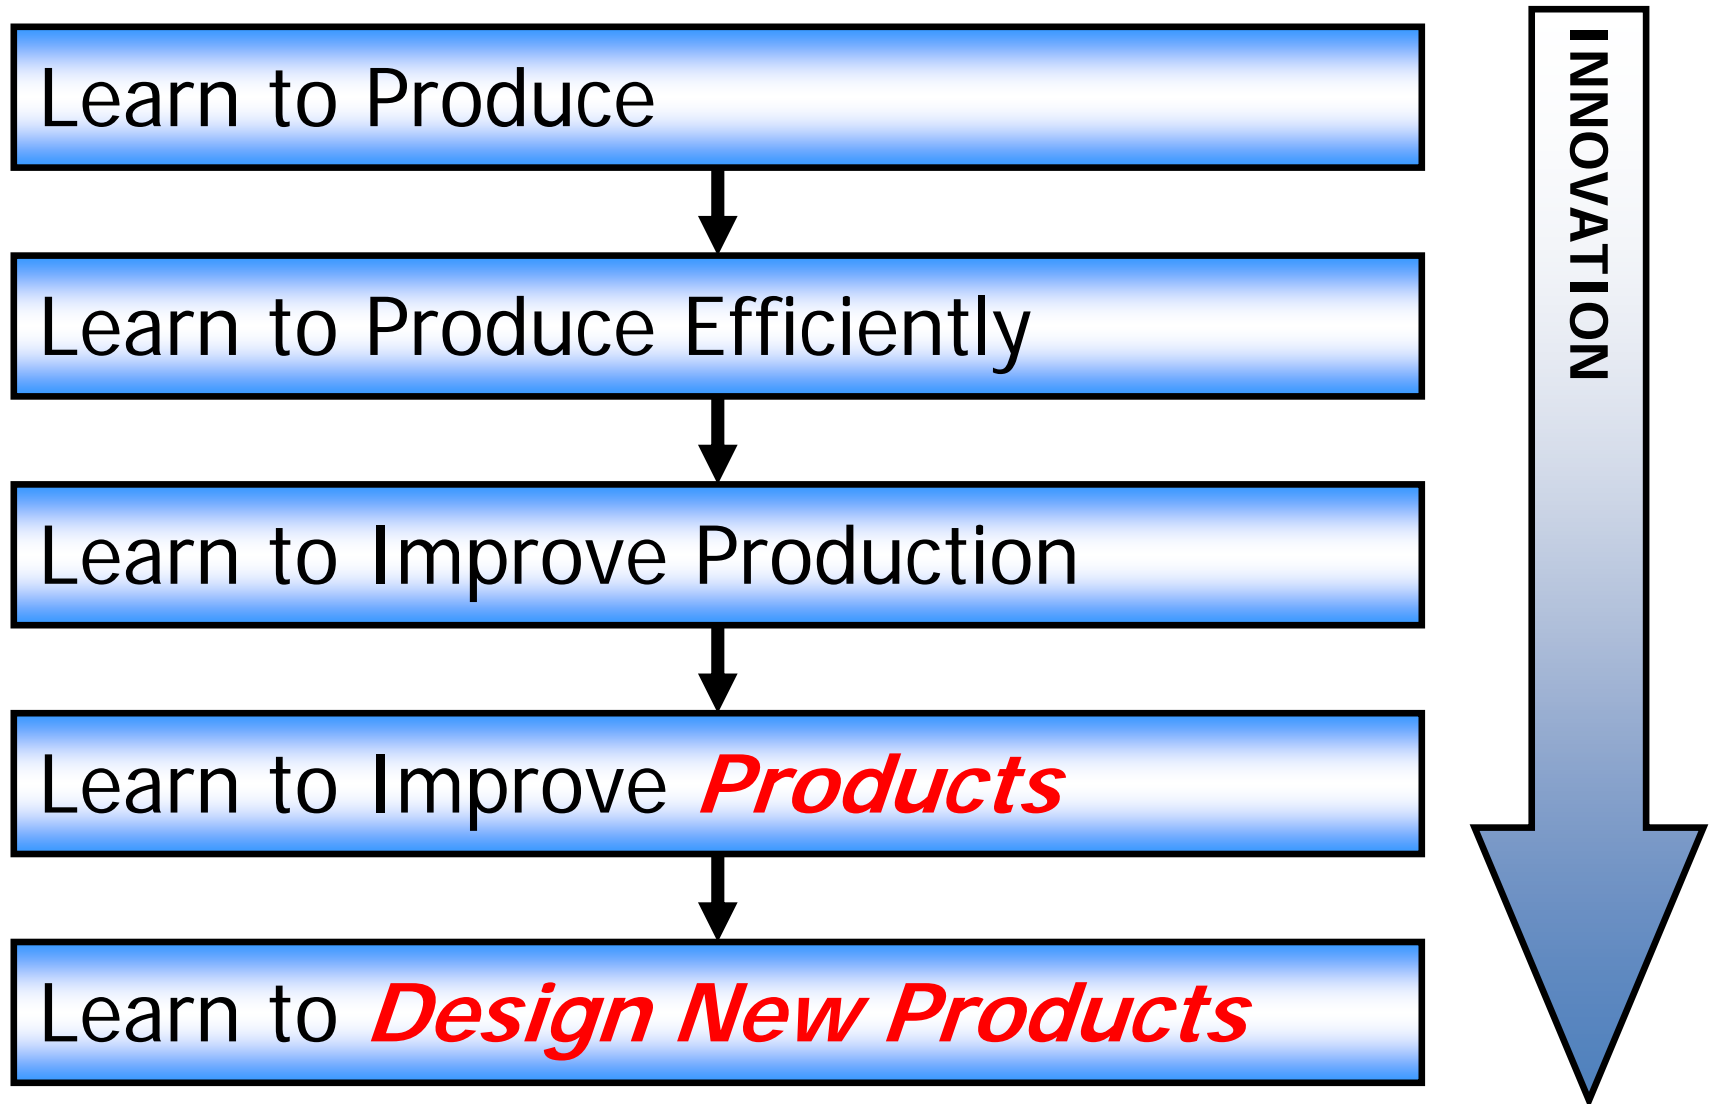 Learn to Produce
Learn to Produce Efficiently
Learn to Improve Production
Learn to Improve Products
Learn to Design New Products
INNOVATION